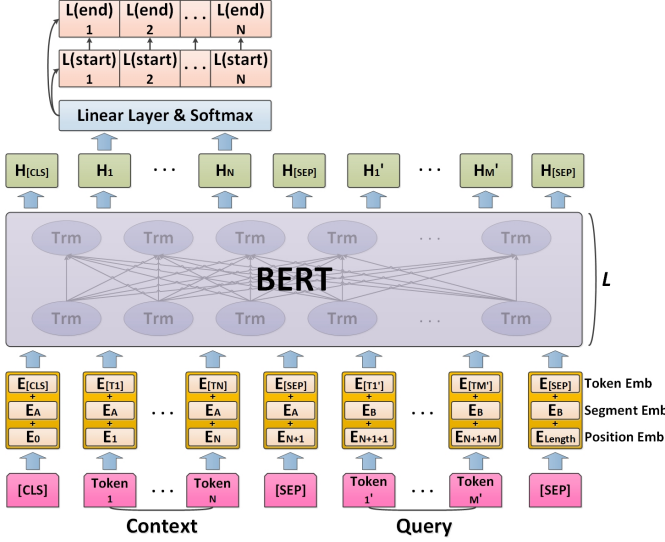 L(end) L(end) ... L(end)
1 2 N
L(start) L(start) ... L(start)
1 2 N
Linear Layer & Softmax
H[CLS] H1 ... HN H[SEP] H1' ... HM' H[SEP]
Trm Trm Trm Trm ... Trm
BERT L
Trm Trm Trm Trm ... Trm
E[CLS] E[T1] E[TN] E[SEP] E[T1'] E[TM'] E[SEP] Token Emb
+ + + + + + +
EA EA ... EA EA EB ... EB EB Segment Emb
+ + + + + + +
E0 E1 EN EN+1 EN+1+1 EN+1+M ELength Position Emb
[CLS] Token ... Token [SEP] Token ... Token [SEP]
1 N 1' M'
Context Query